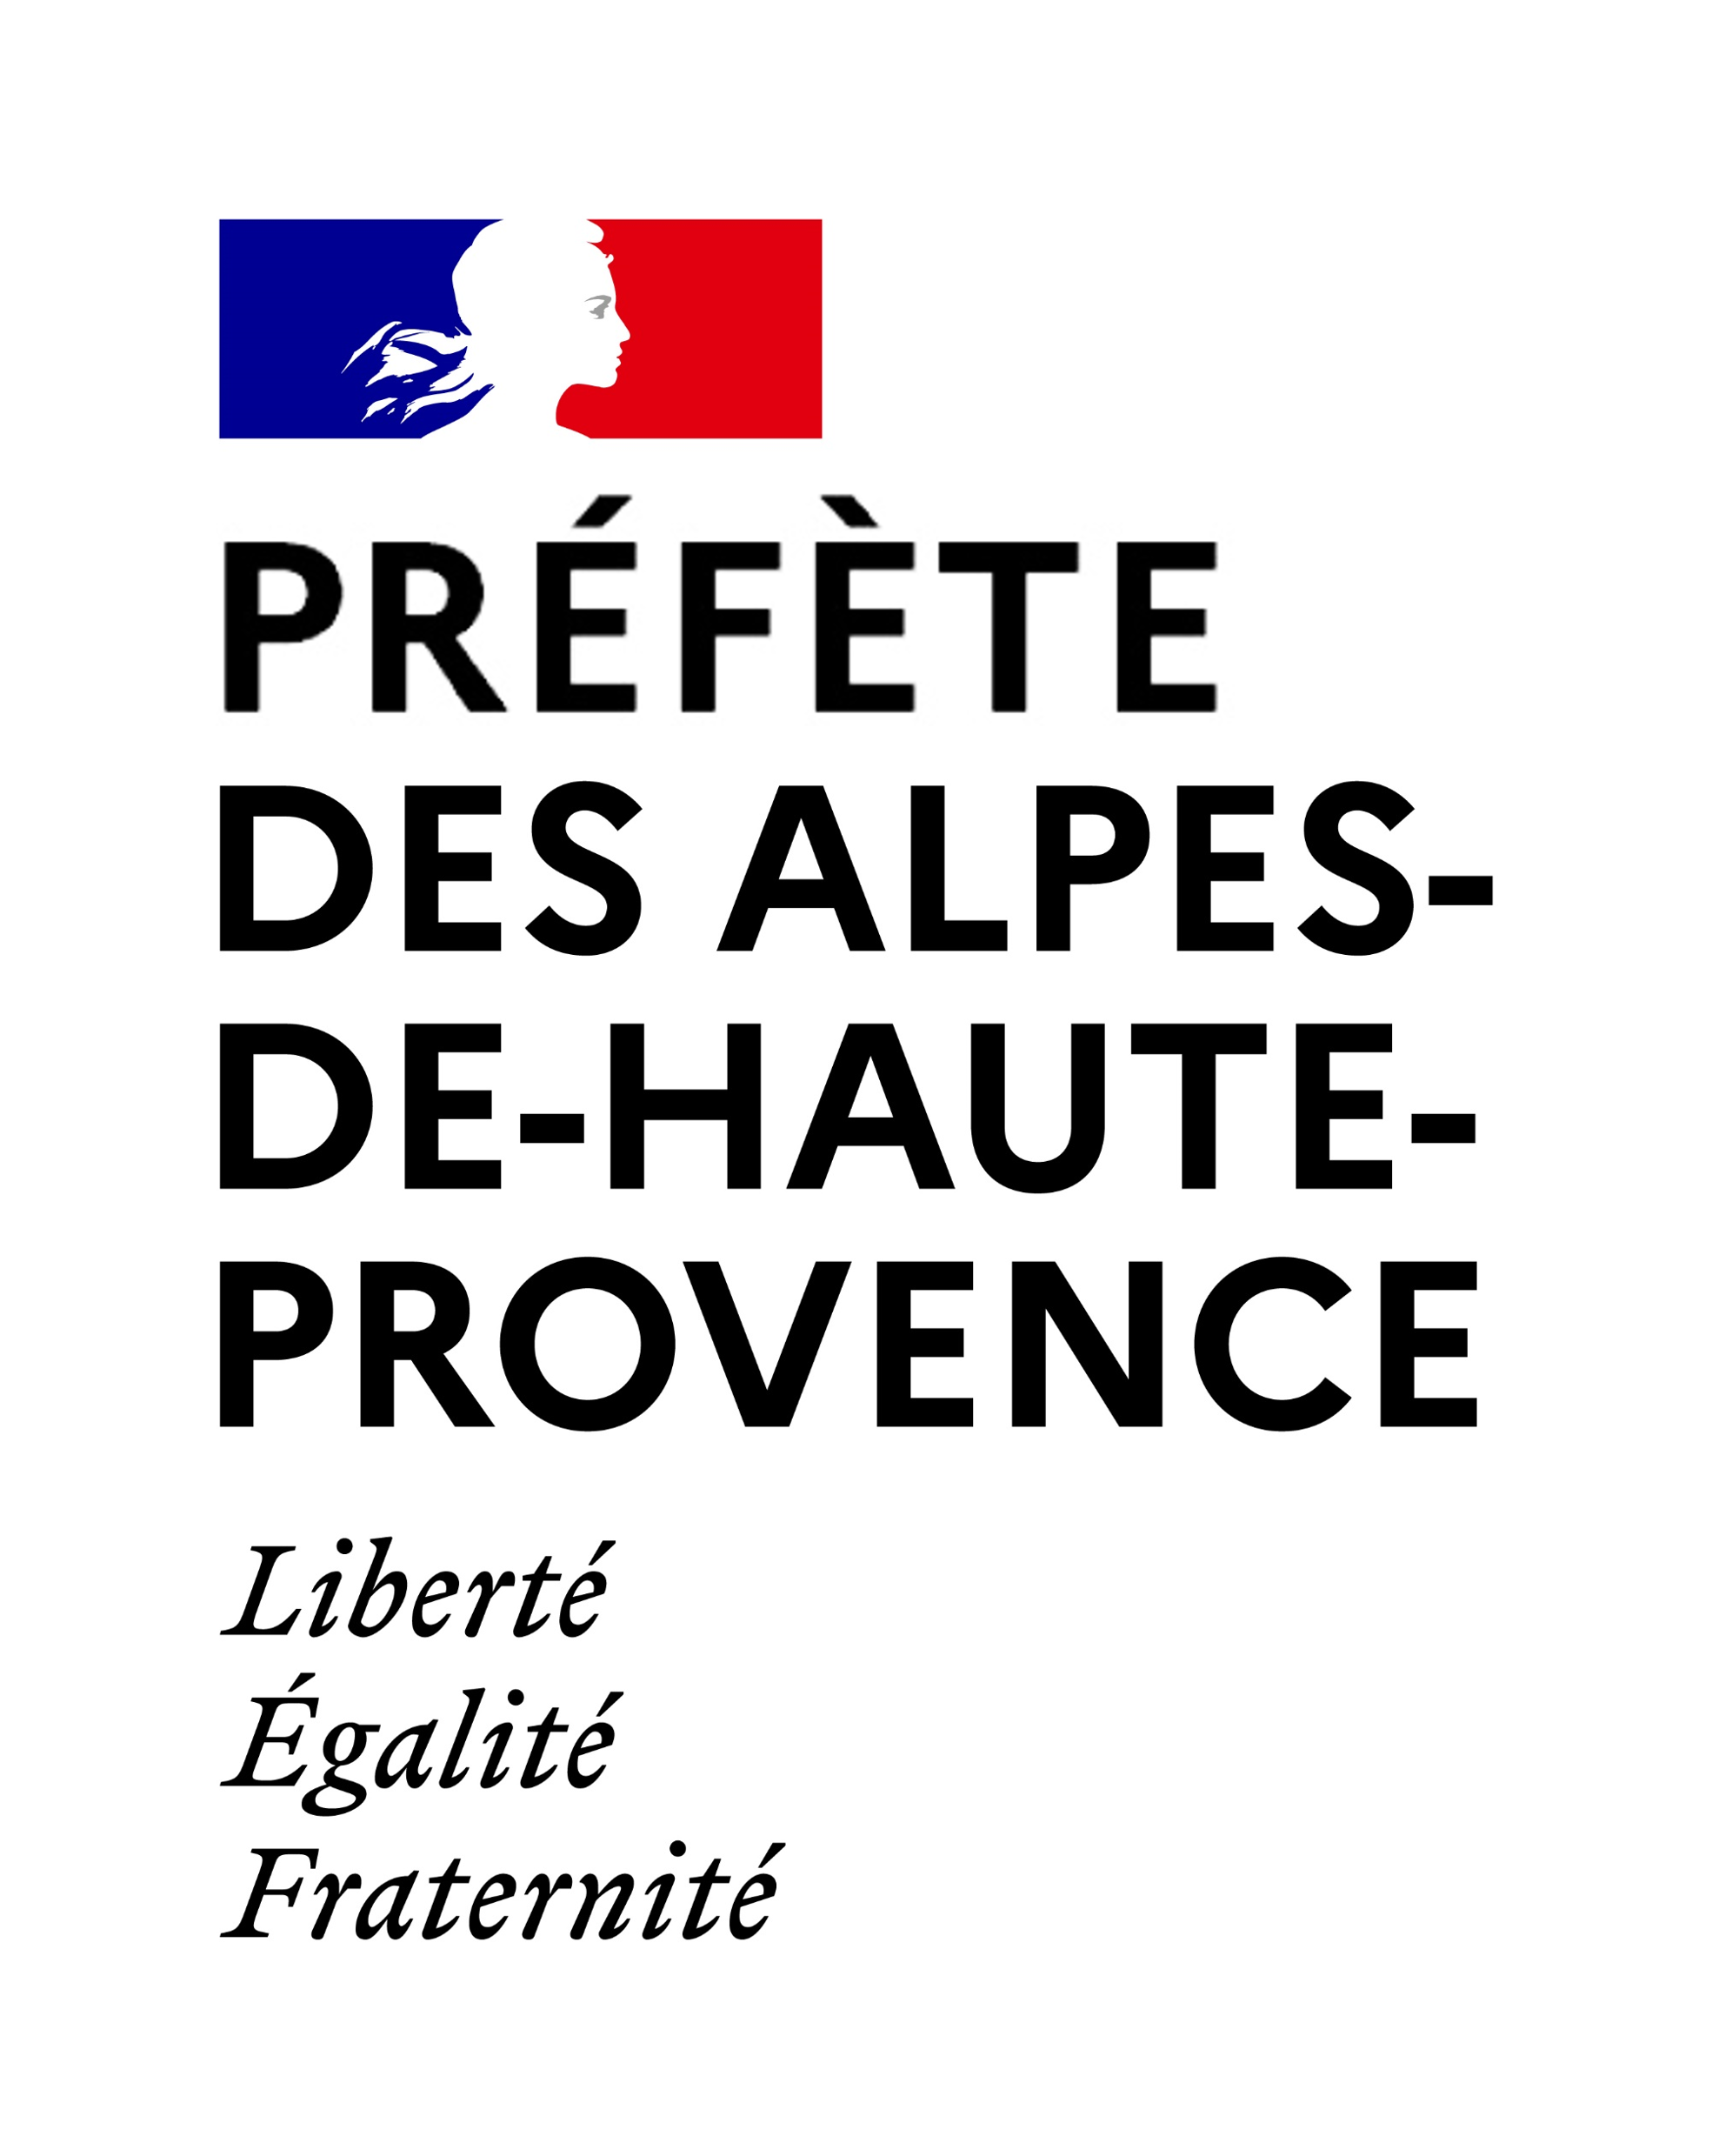 PRÉFÈTE
DES ALPES-
DE-HAUTE-
PROVENCE
Liberté
Égalité
Fraternité